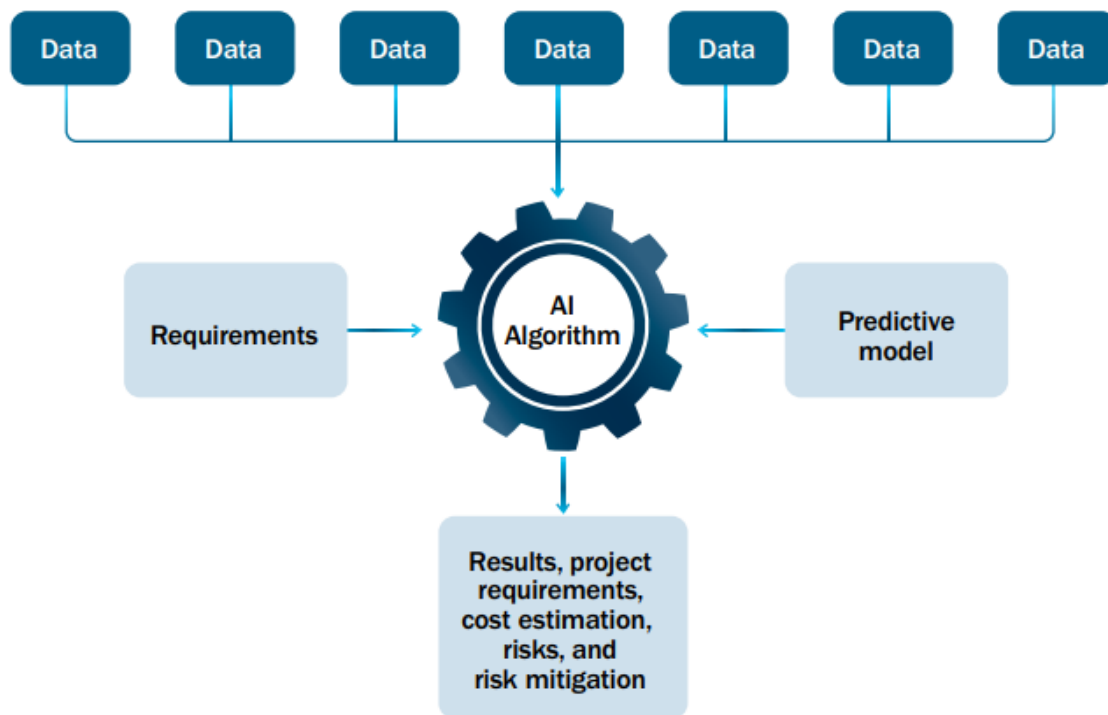 Data
Data
Data
Data
Data
Data
Data
Requirements
AI
Algorithm
Predictive
model
Results, project
requirements,
cost estimation,
risks, and
risk mitigation